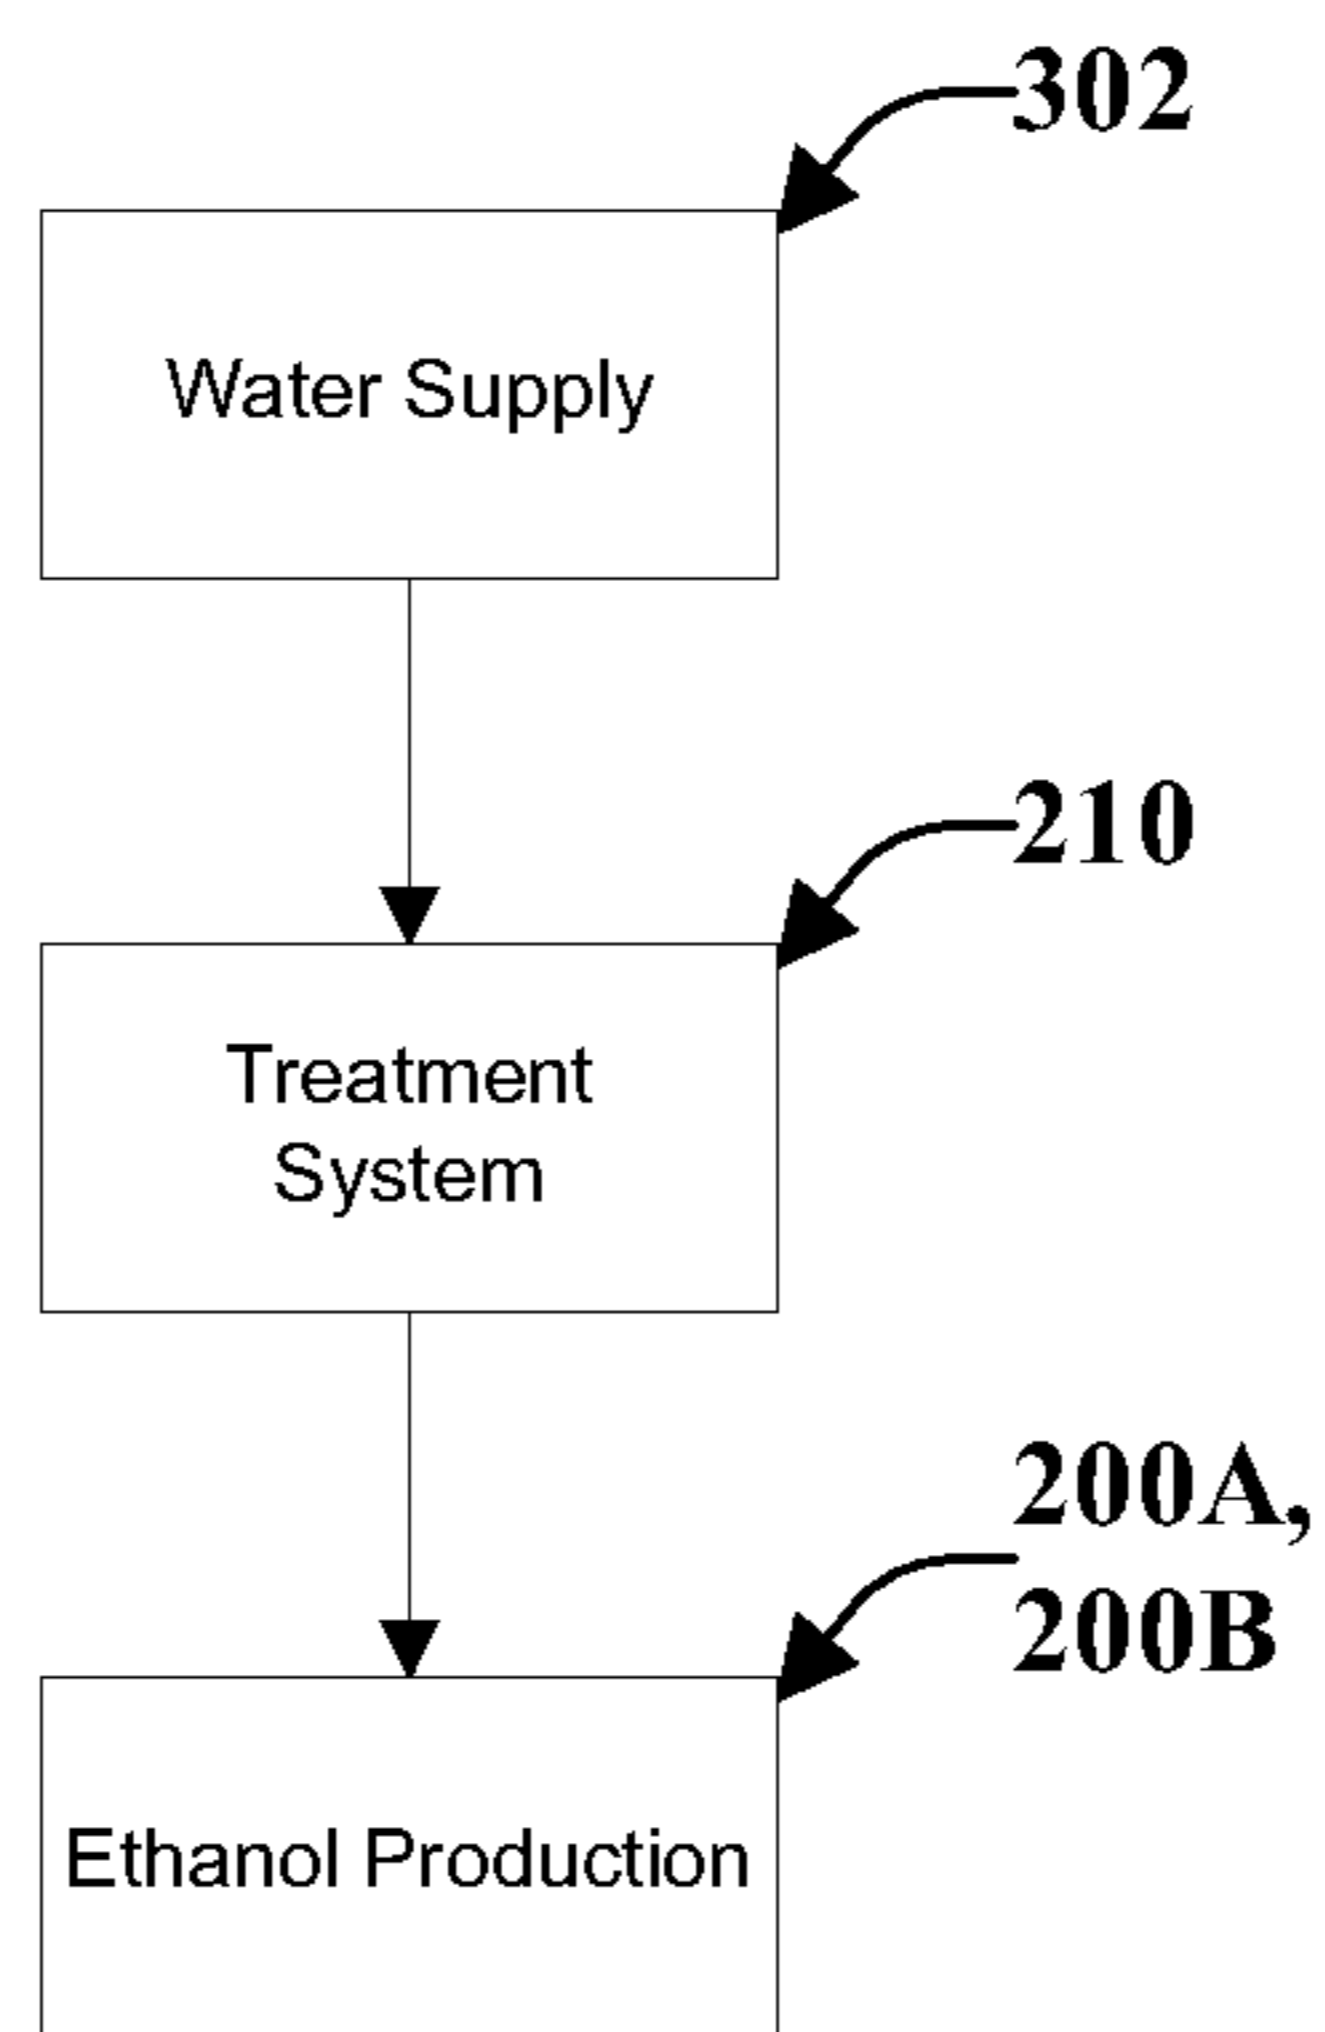 302
Water Supply
210
Treatment
System
200A,
200B
Ethanol Production